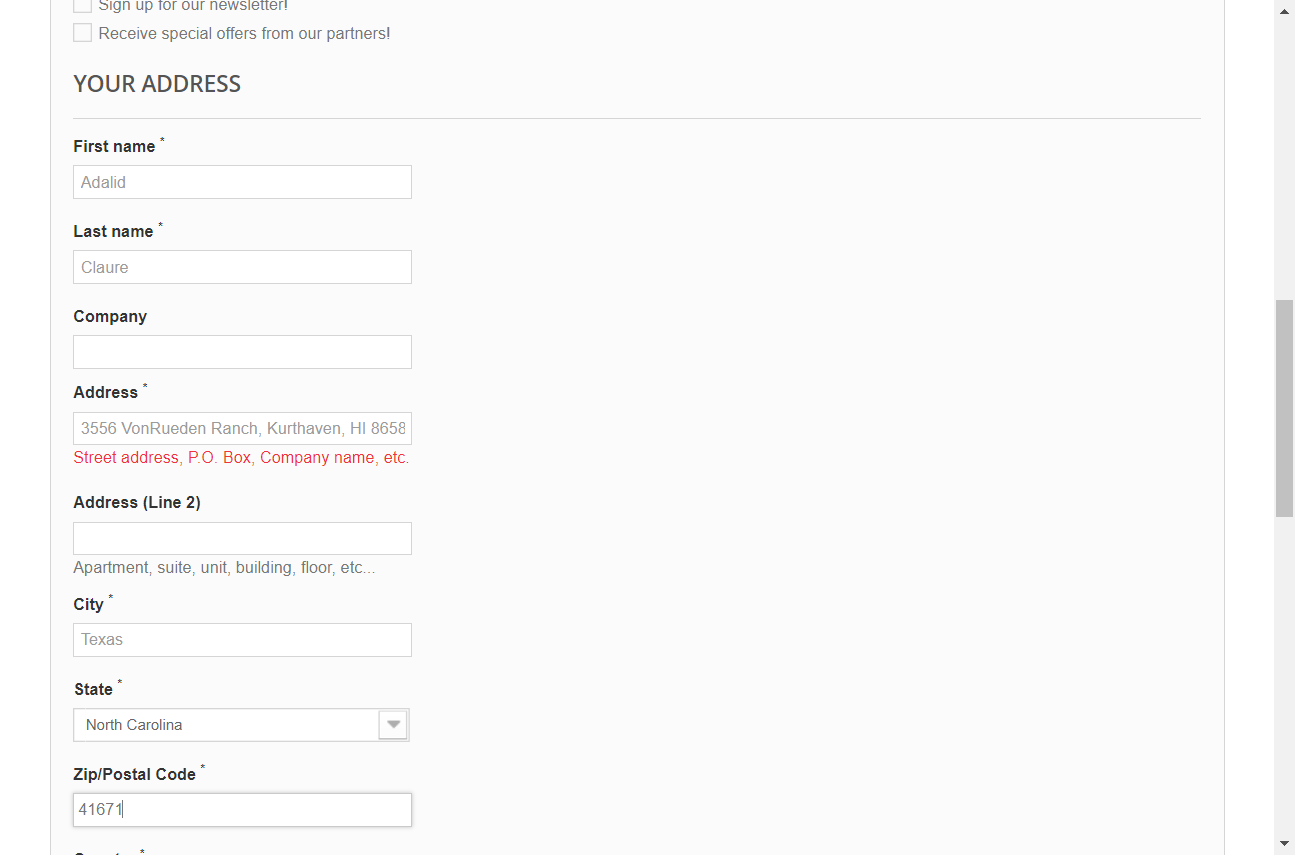 Sign up for our newsletter!
Receive special offers from our partners!
YOUR ADDRESS
First name *
Adalid
Last name *
Claure
Company
Address *
3556 VonRueden Ranch, Kurthaven, HI 8658
Street address, P.O. Box, Company name, etc.
Address (Line 2)
Apartment, suite, unit, building, floor, etc...
City *
Texas
State *
North Carolina
Zip/Postal Code *
41671